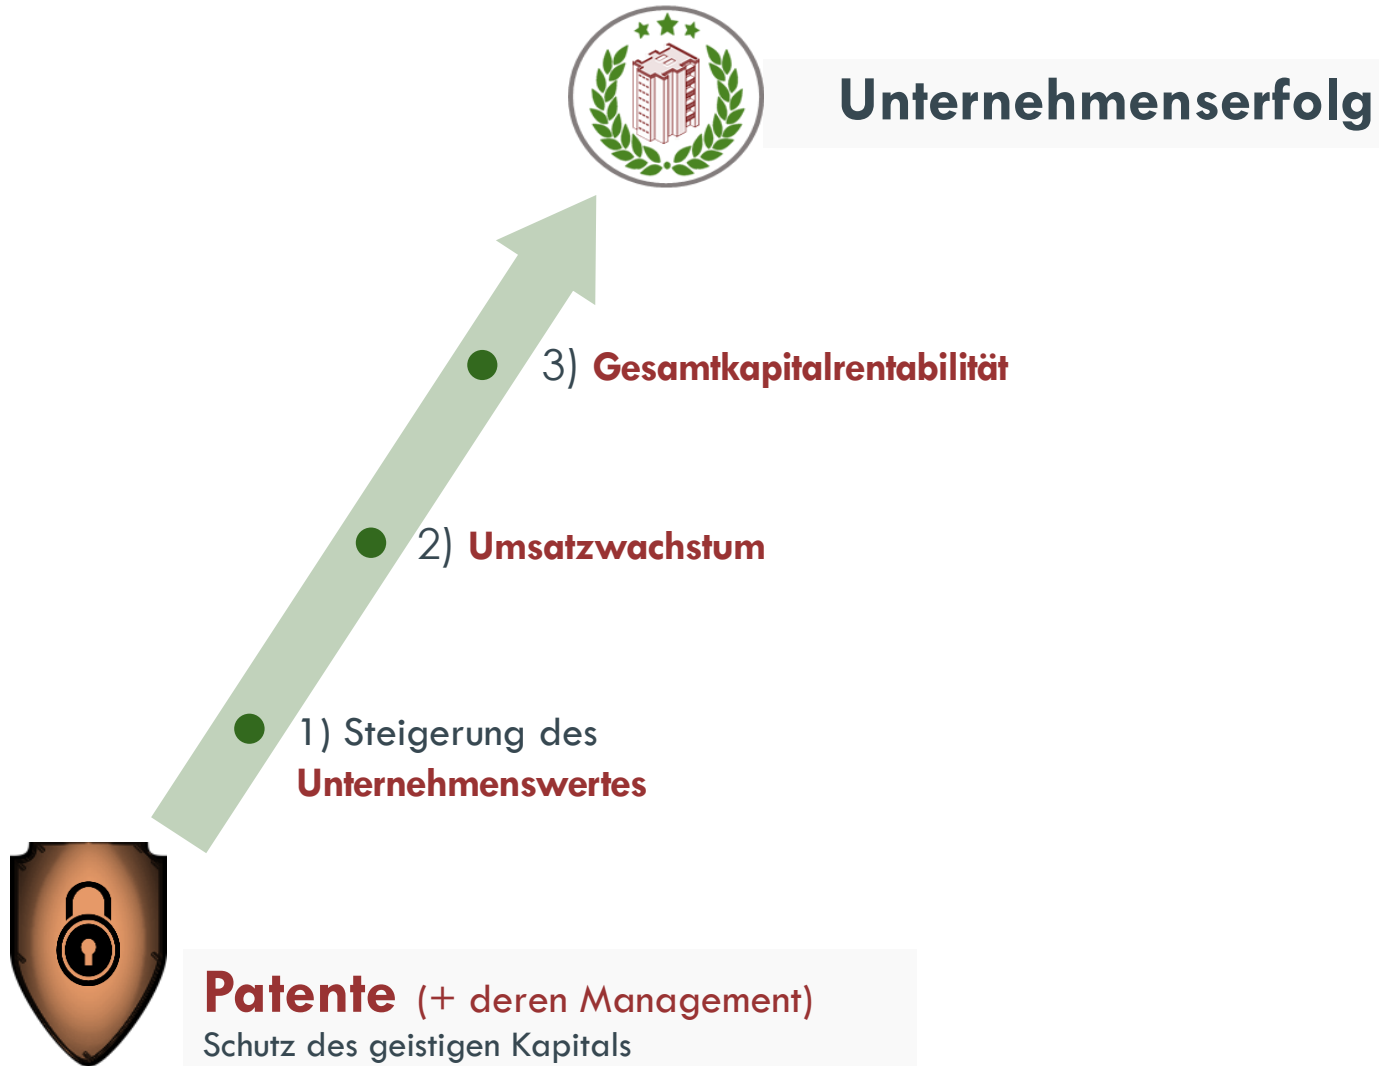 Unternehmenserfolg
3) Gesamtkapitalrentabilität
2) Umsatzwachstum
1) Steigerung des
Unternehmenswertes
Patente (+ deren Management)
Schutz des geistigen Kapitals